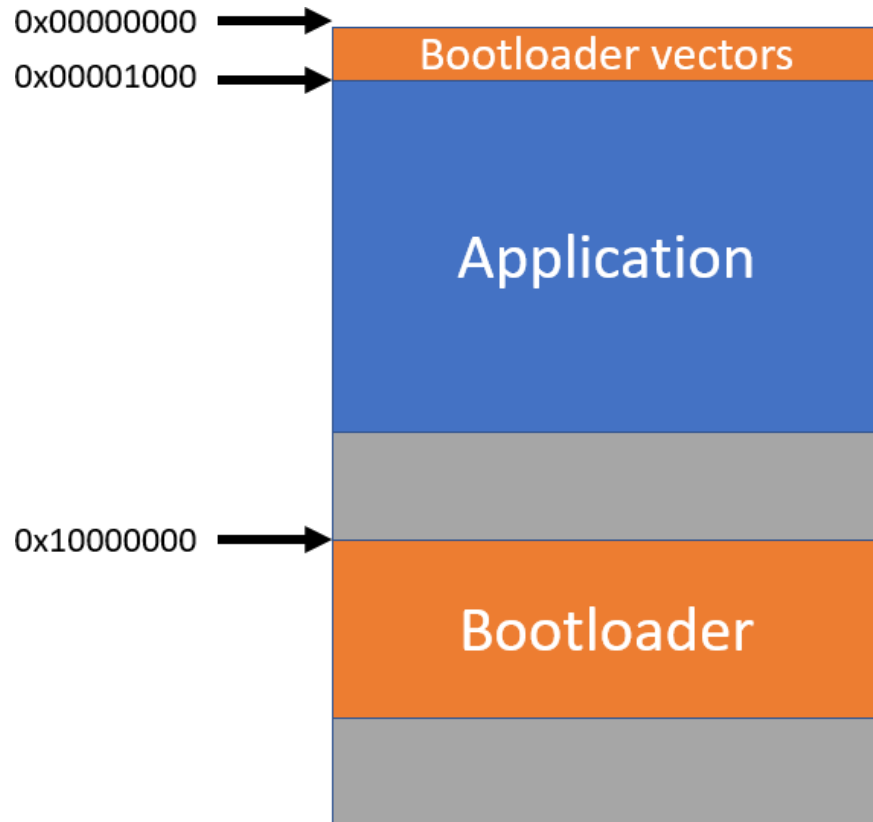 0x00000000
Bootloader vectors
0x00001000
Application
0x10000000
Bootloader